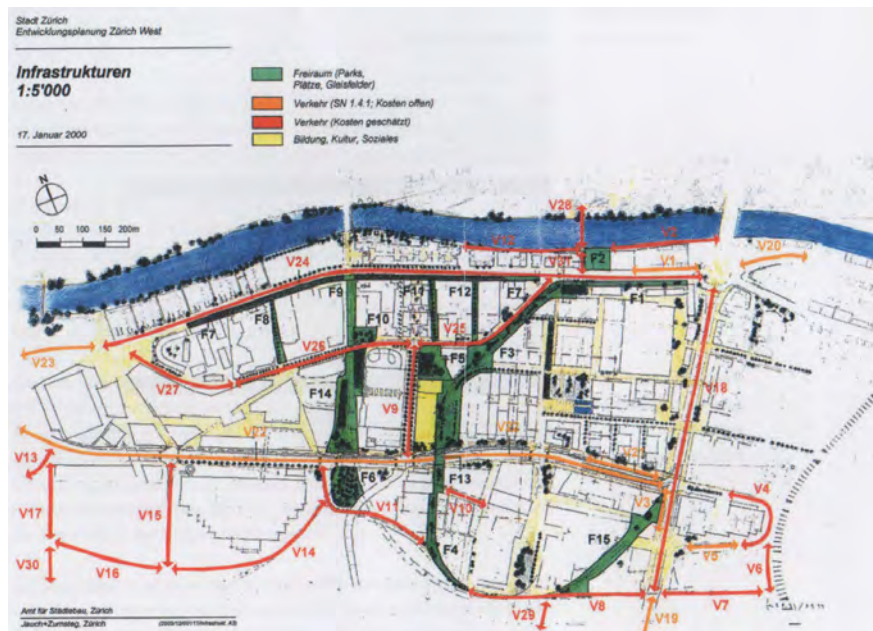 Stadt Zürich
Entwicklungsplanung Zürich West
Infrastrukturen
1:5'000
17. Januar 2000
Freiraum (Parks,
Plätze, Gleisfelder)
Verkehr (SN 1.4.1; Kosten offen)
Verkehr (Kosten geschätzt)
Bildung, Kultur, Soziales
N
0 50 100 150 200m
V28
V20
V24
F2
V1
F9
F11
F12
F7
F1
F8
F10
F7
V25
V26
F5
F3
V23
V27
F14
V9
V18
V22
V13
F6
F13
V3
V4
V17
V15
V11
V10
V14
F4
F15
V5
V30
V16
V6
V29
V8
V19
V7
Amt für Städtebau, Zürich
Jauch+Zumsteg, Zürich